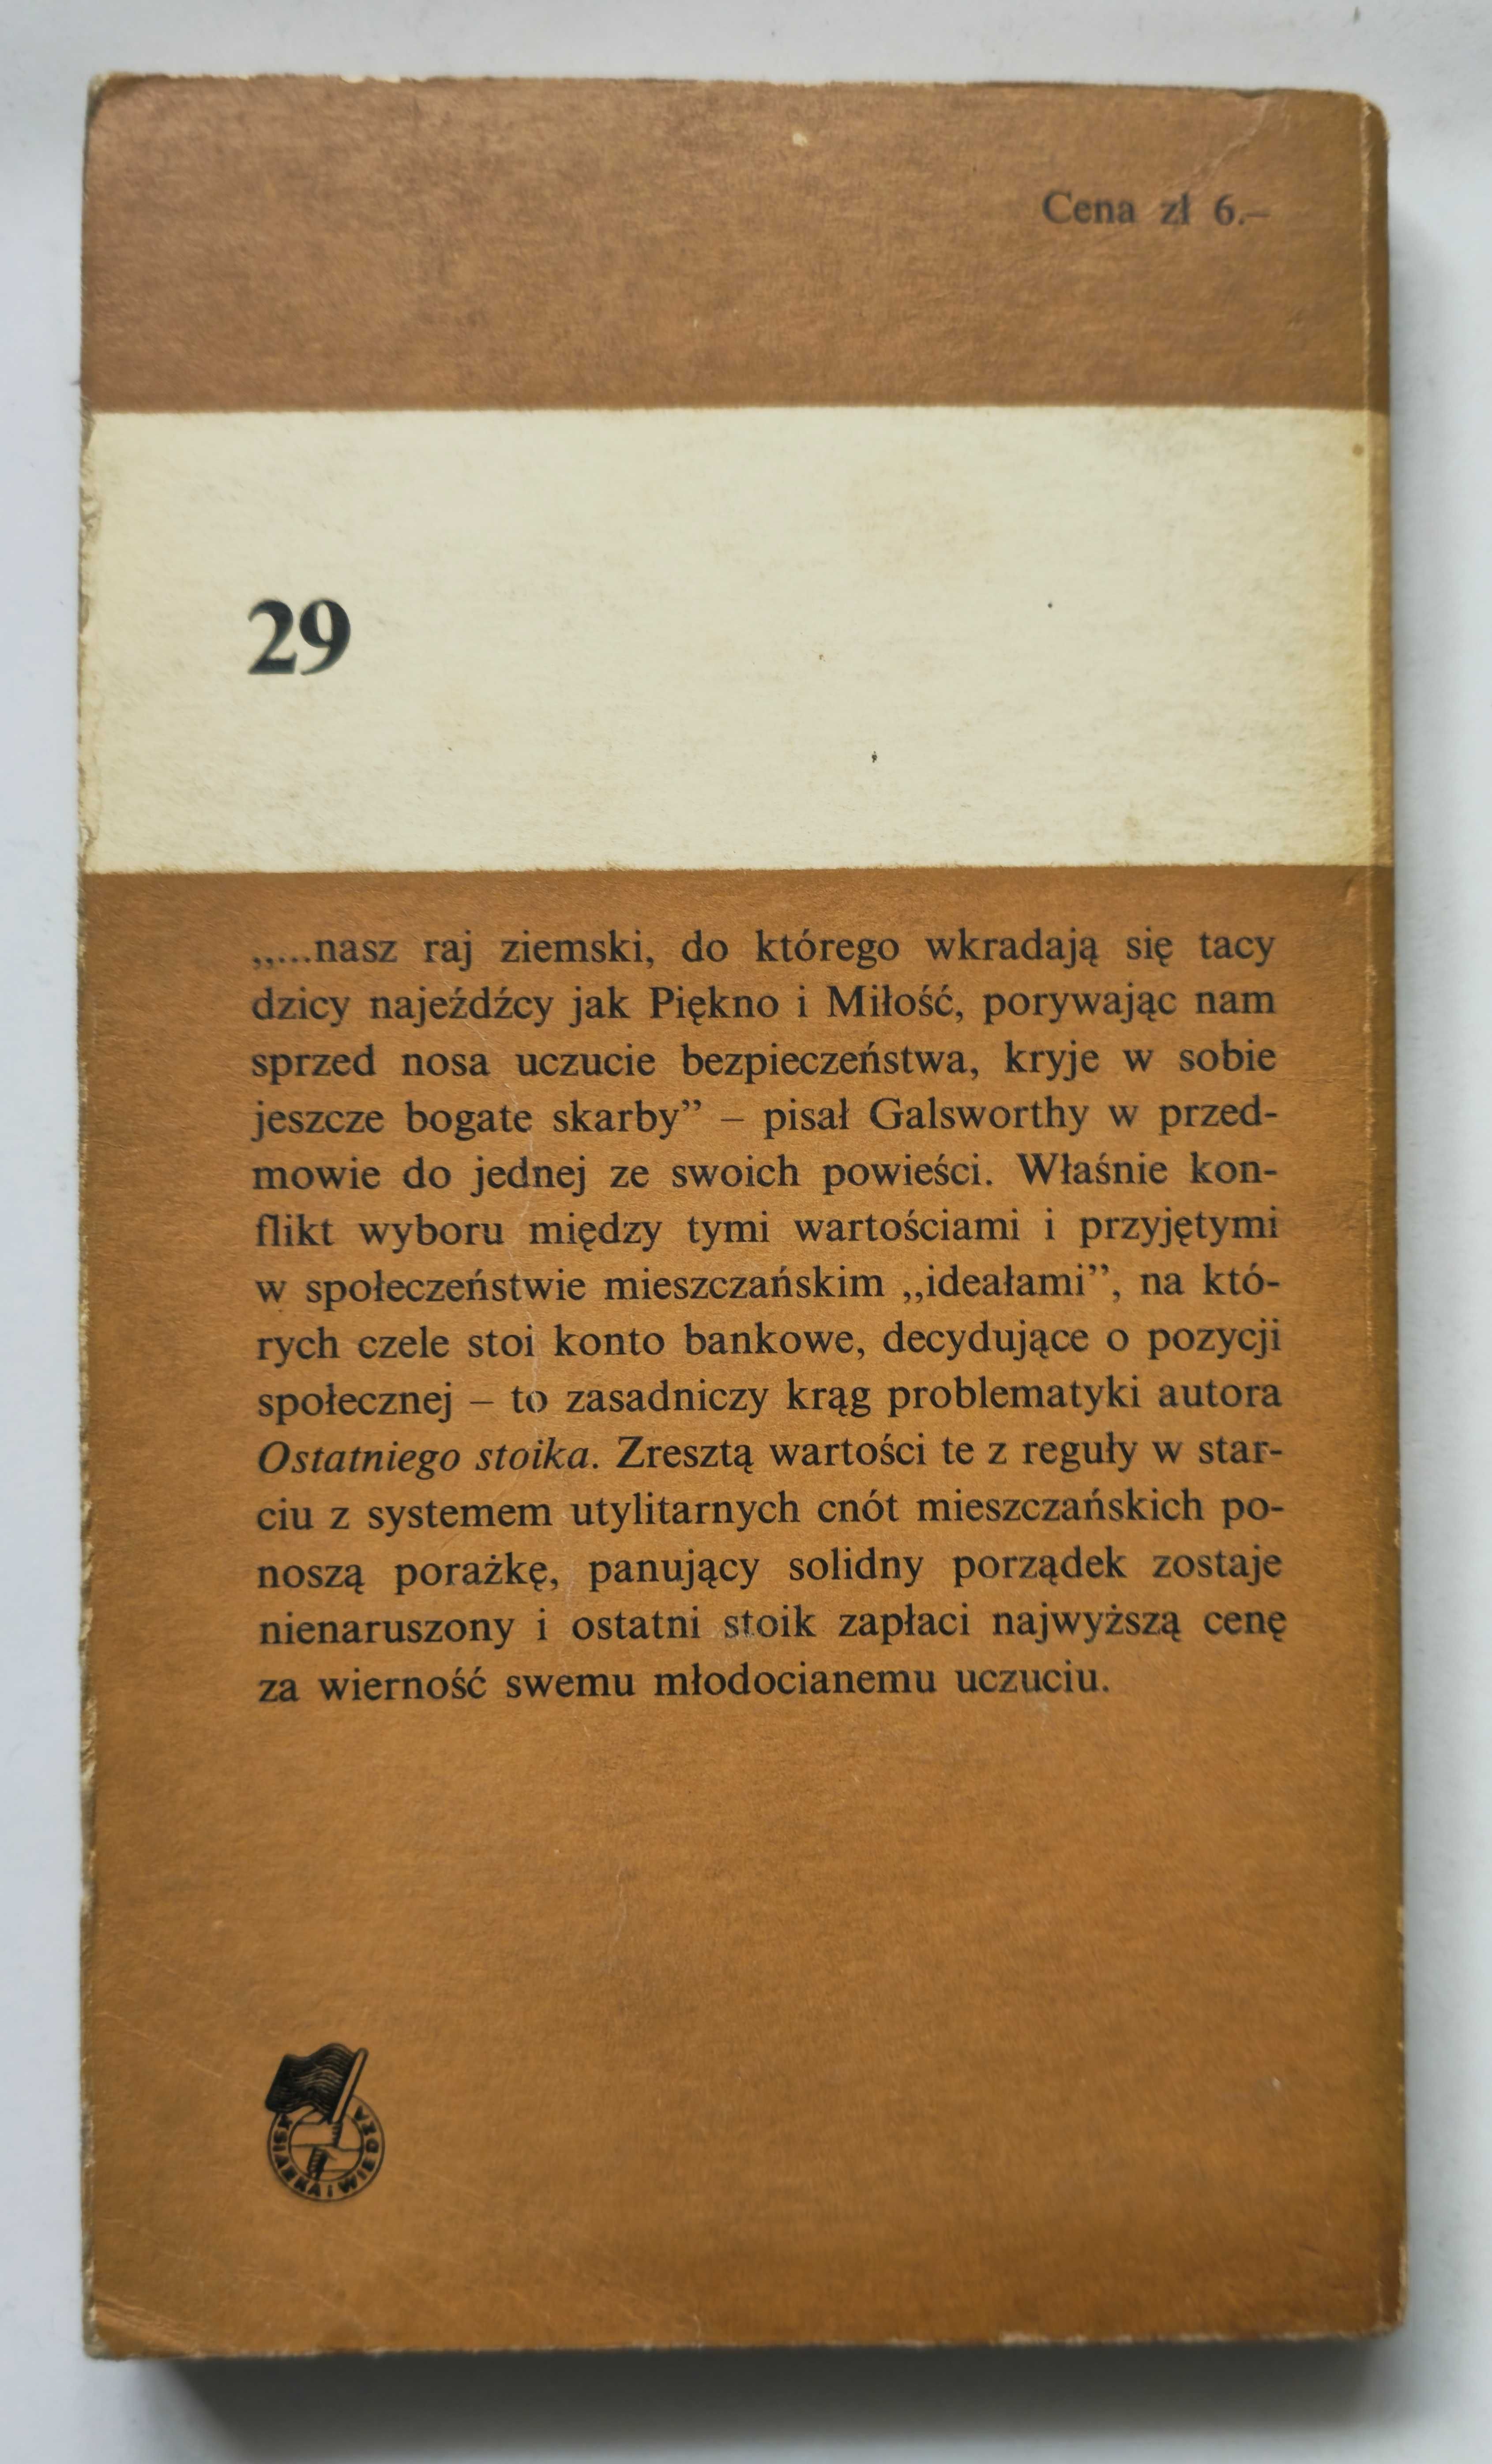 Cena zł 6.–
29
„...nasz raj ziemski, do którego wkradają się tacy
dzicy najeźdźcy jak Piękno i Miłość, porywając nam
sprzed nosa uczucie bezpieczeństwa, kryje w sobie
jeszcze bogate skarby” – pisał Galsworthy w przed-
mowie do jednej ze swoich powieści. Właśnie kon-
flikt wyboru między tymi wartościami i przyjętymi
w społeczeństwie mieszczańskim „ideałami”, na któ-
rych czele stoi konto bankowe, decydujące o pozycji
społecznej – to zasadniczy krąg problematyki autora
Ostatniego stoika. Zresztą wartości te z reguły w star-
ciu z systemem utylitarnych cnót mieszczańskich po-
noszą porażkę, panujący solidny porządek zostaje
nienaruszony i ostatni stoik zapłaci najwyższą cenę
za wierność swemu młodocianemu uczuciu.
KSIĄŻKA I WIEDZA